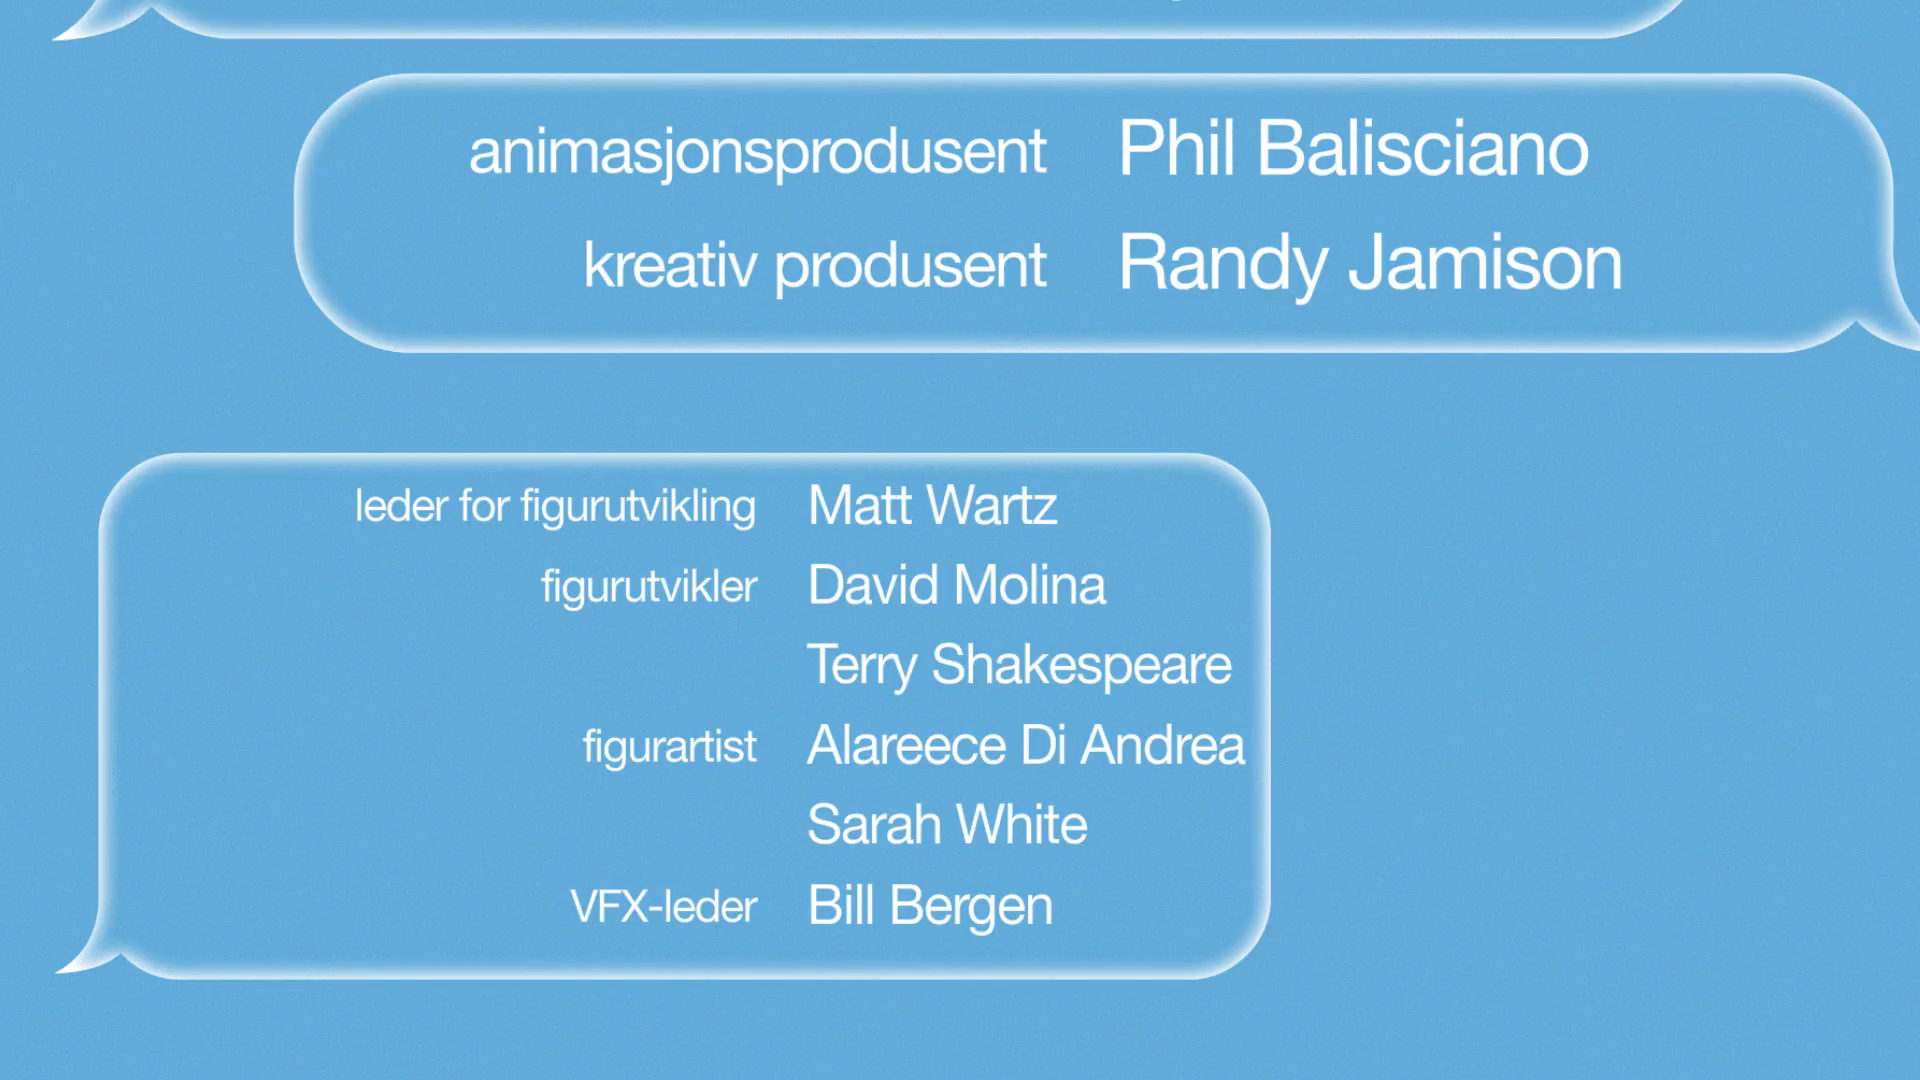 animasjonsprodusent Phil Balisciano
kreativ produsent Randy Jamison
leder for figurutvikling Matt Wartz
figurutvikler David Molina
Terry Shakespeare
figurartist Alareece Di Andrea
Sarah White
VFX-leder Bill Bergen